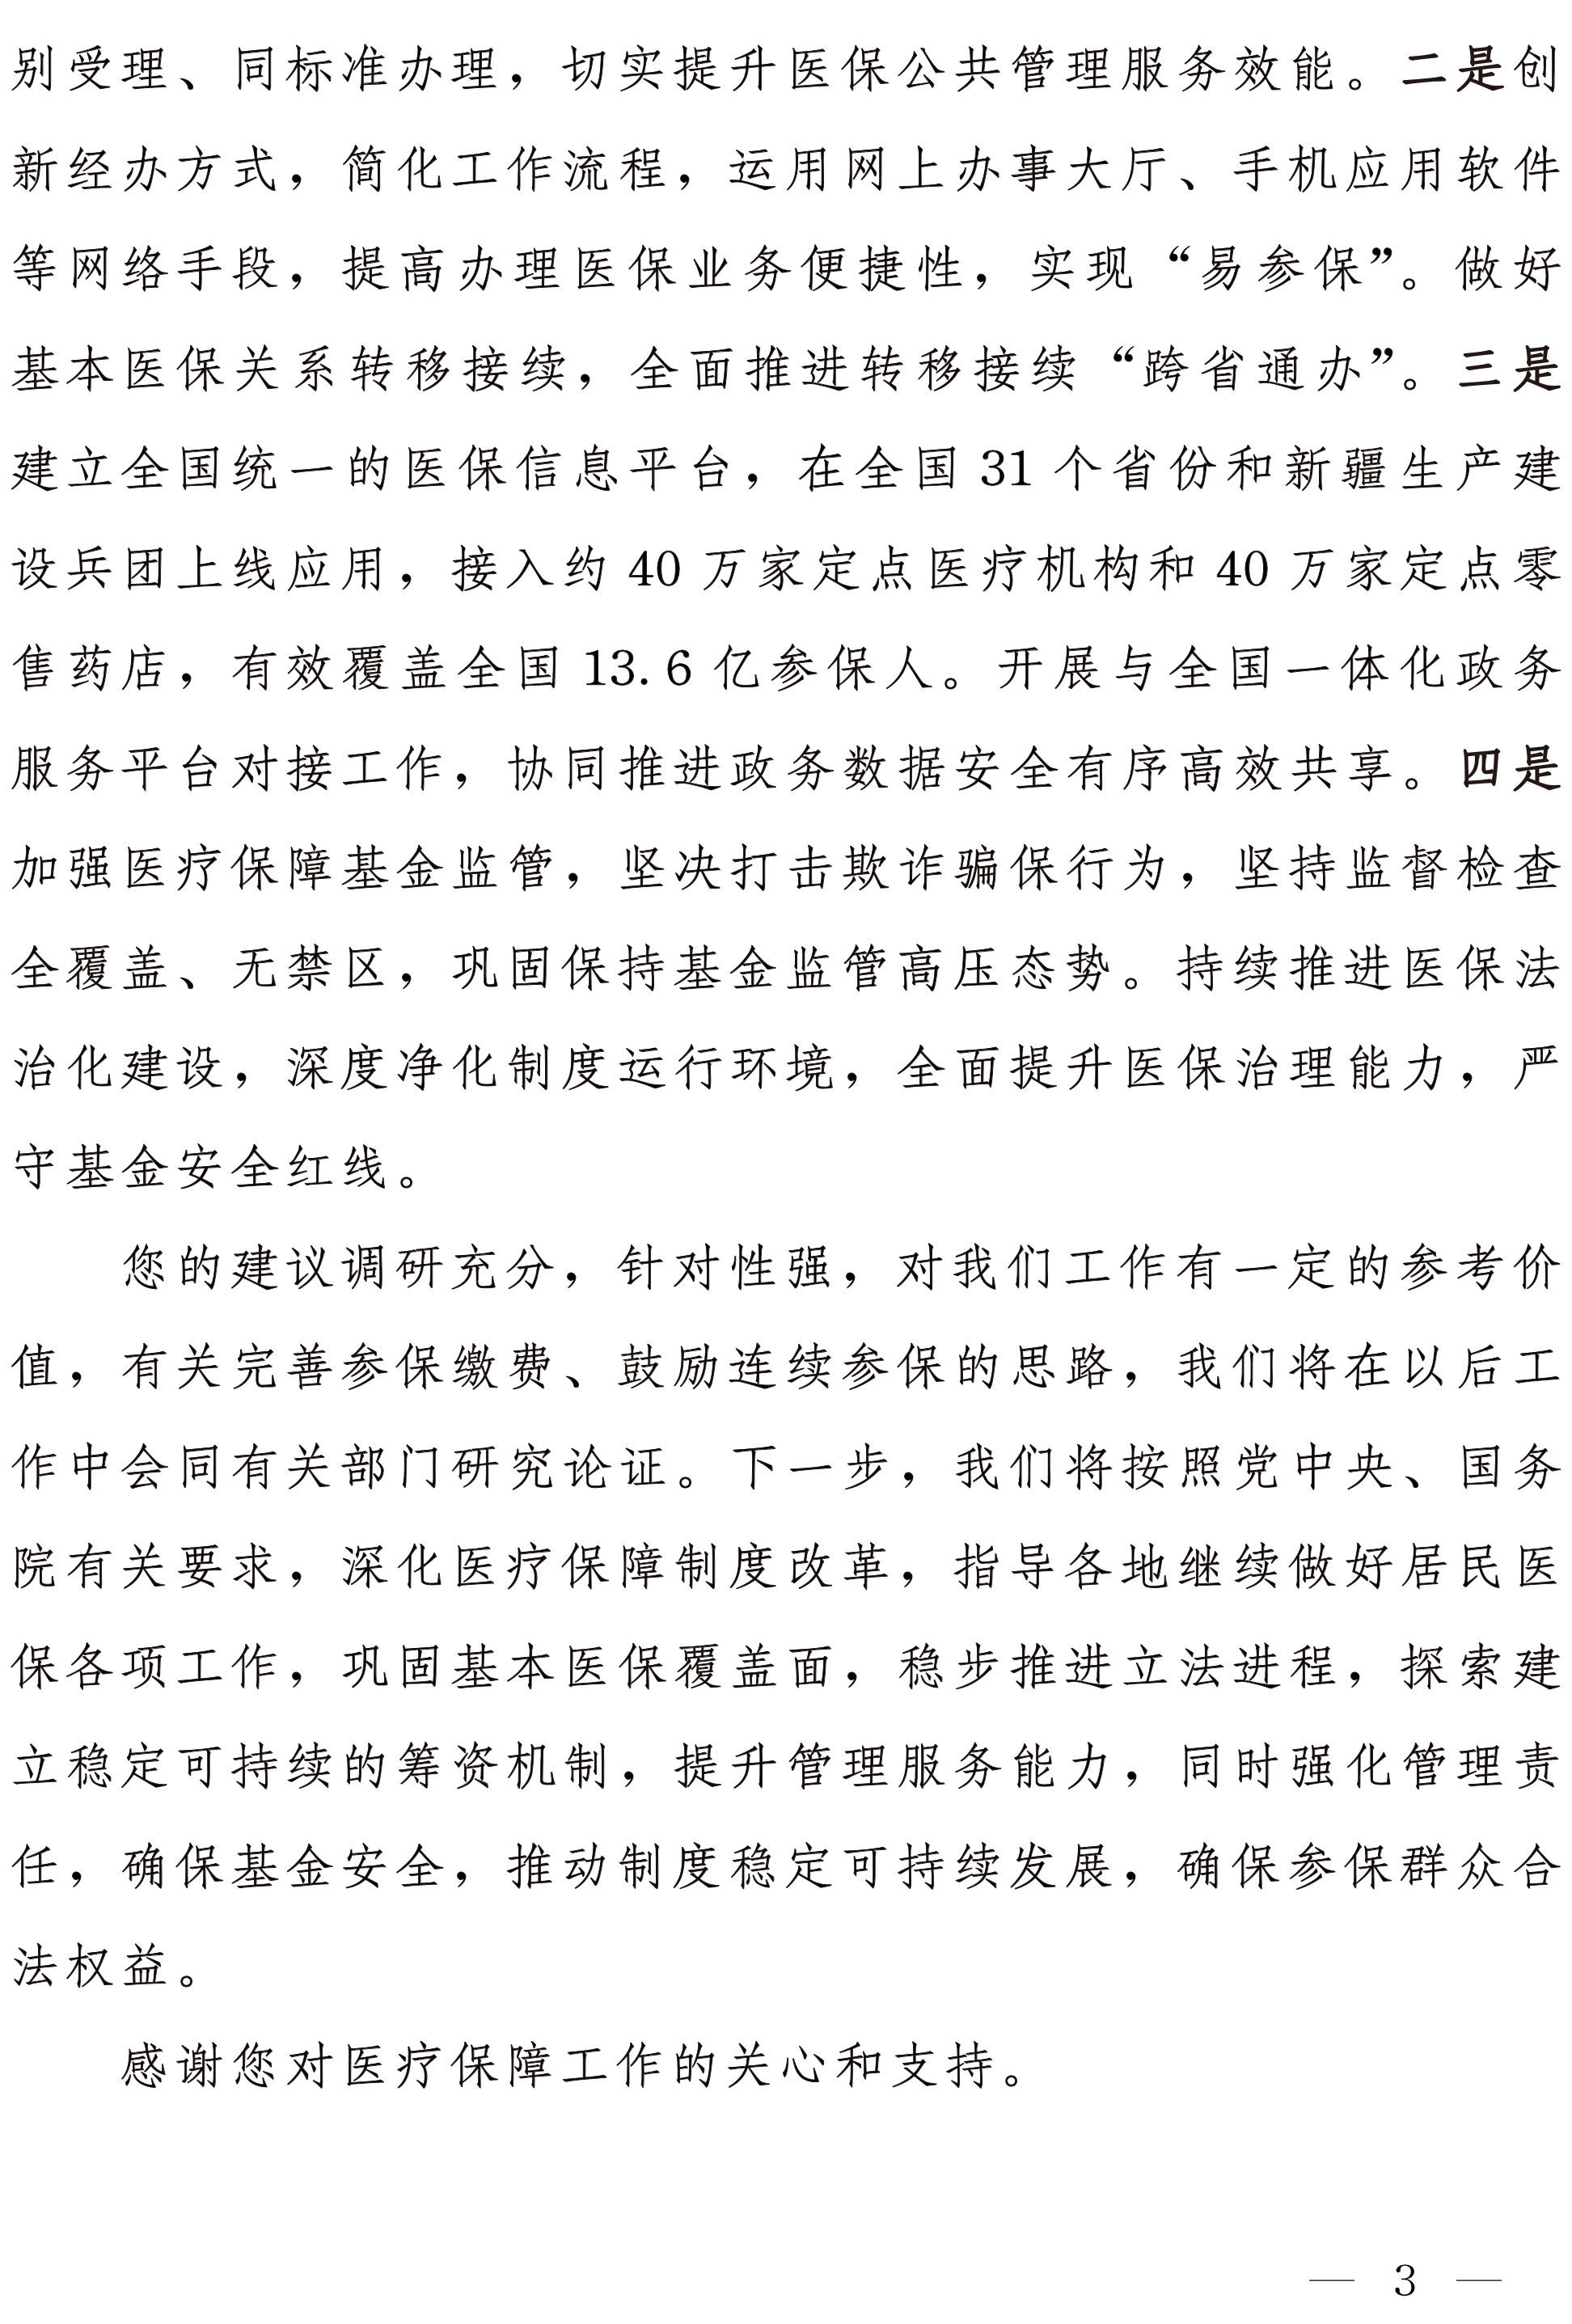 别受理、同标准办理，切实提升医保公共管理服务效能。二是创
新经办方式，简化工作流程，运用网上办事大厅、手机应用软件
等网络手段，提高办理医保业务便捷性，实现“易参保”。做好
基本医保关系转移接续，全面推进转移接续“跨省通办”。三是
建立全国统一的医保信息平台，在全国 31 个省份和新疆生产建
设兵团上线应用，接入约 40 万家定点医疗机构和 40 万家定点零
售药店，有效覆盖全国 13.6 亿参保人。开展与全国一体化政务
服务平台对接工作，协同推进政务数据安全有序高效共享。四是
加强医疗保障基金监管，坚决打击欺诈骗保行为，坚持监督检查
全覆盖、无禁区，巩固保持基金监管高压态势。持续推进医保法
治化建设，深度净化制度运行环境，全面提升医保治理能力，严
守基金安全红线。
您的建议调研充分，针对性强，对我们工作有一定的参考价
值，有关完善参保缴费、鼓励连续参保的思路，我们将在以后工
作中会同有关部门研究论证。下一步，我们将按照党中央、国务
院有关要求，深化医疗保障制度改革，指导各地继续做好居民医
保各项工作，巩固基本医保覆盖面，稳步推进立法进程，探索建
立稳定可持续的筹资机制，提升管理服务能力，同时强化管理责
任，确保基金安全，推动制度稳定可持续发展，确保参保群众合
法权益。
感谢您对医疗保障工作的关心和支持。
— 3 —